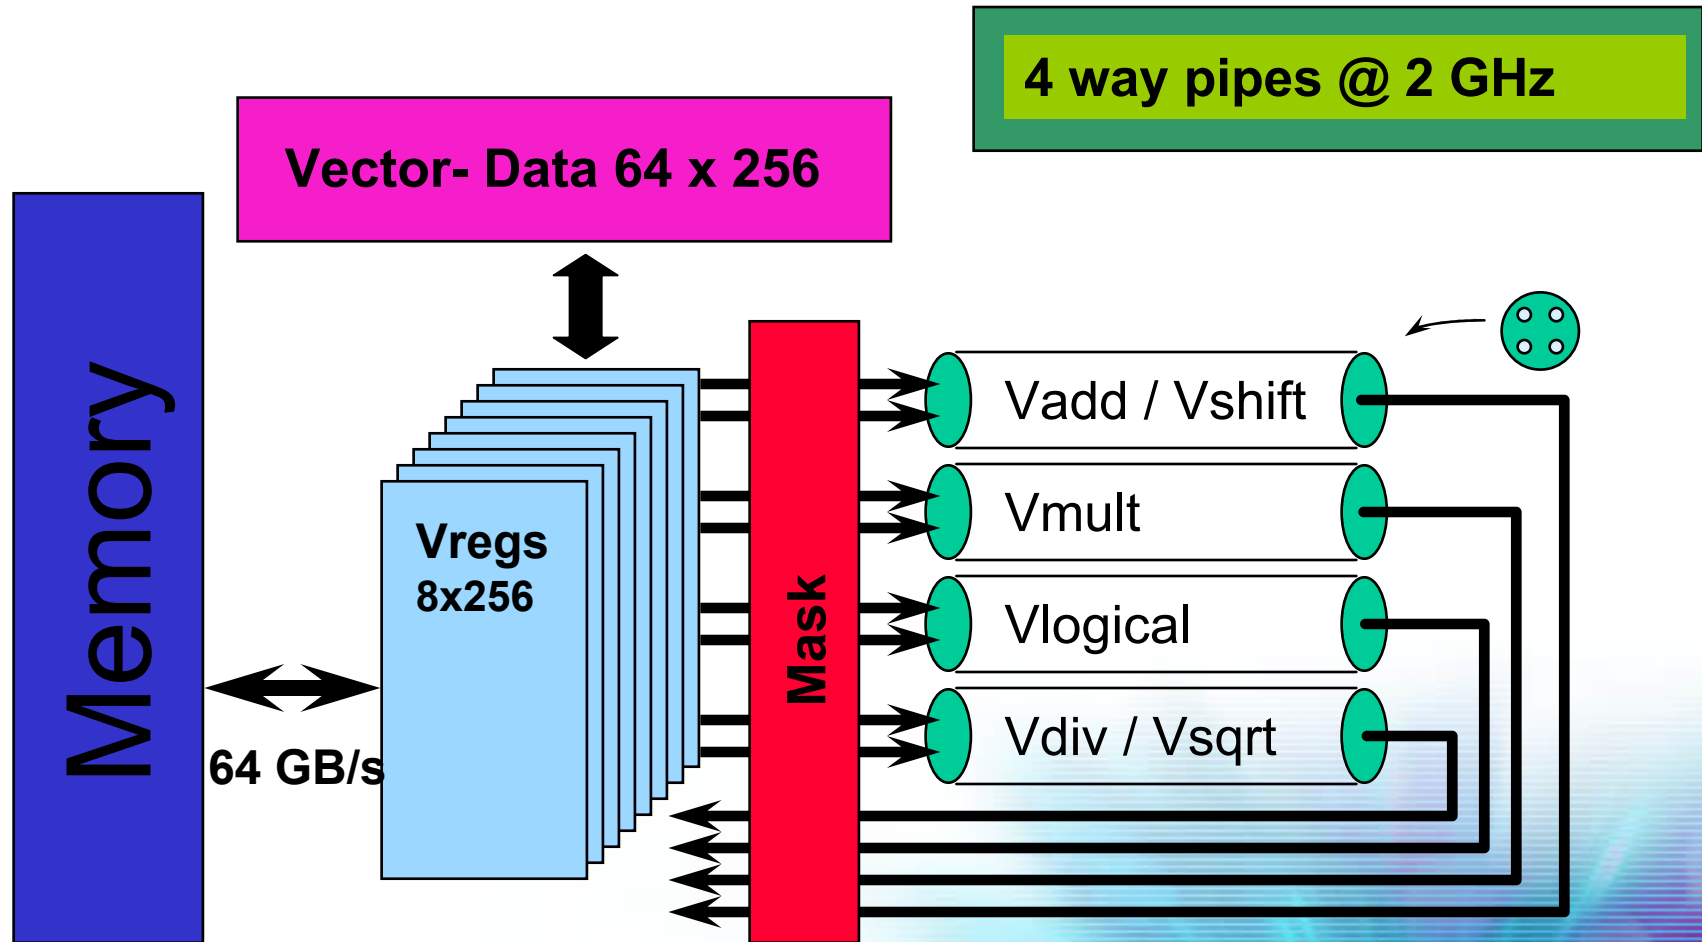 4 way pipes @ 2 GHz
Vector- Data 64 x 256
Memory
64 GB/s
Vregs
8x256
Mask
Vadd / Vshift
Vmult
Vlogical
Vdiv / Vsqrt